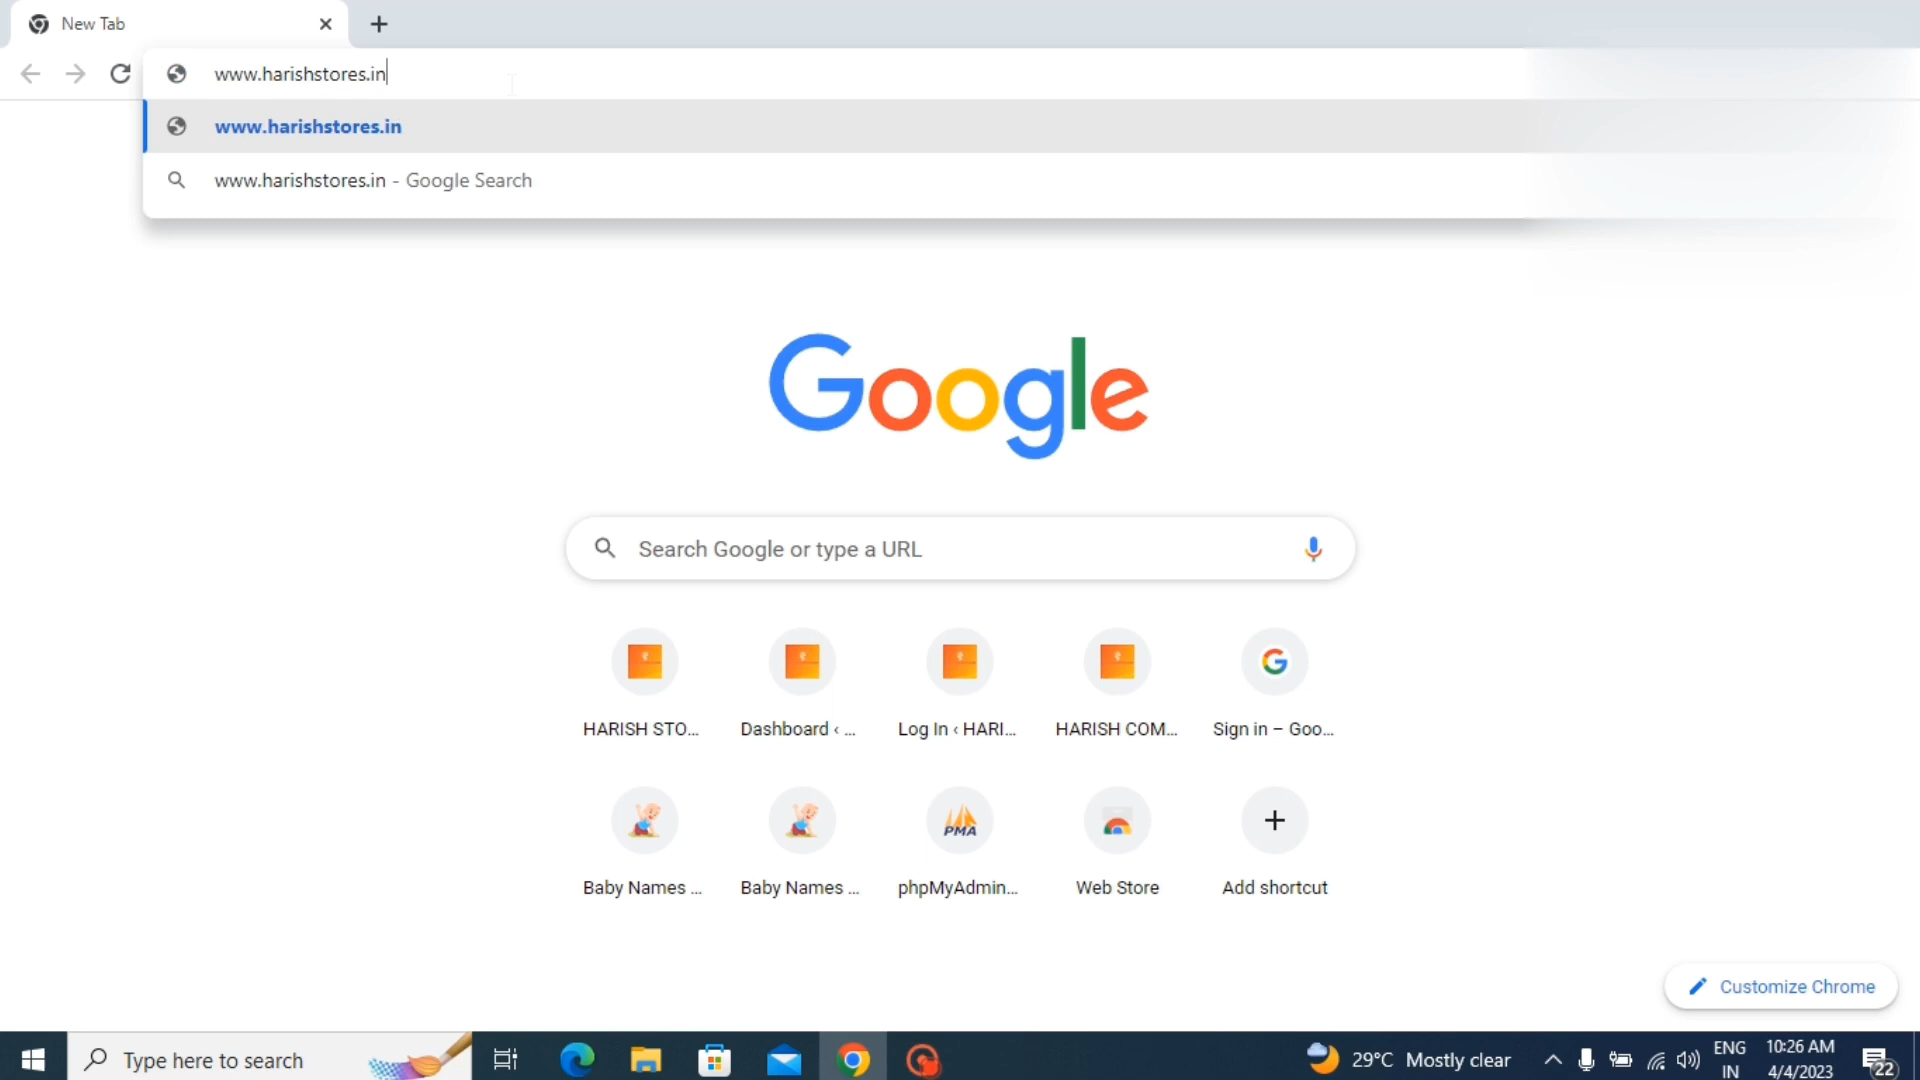 New Tab
www.harishstores.in
www.harishstores.in
www.harishstores.in - Google Search
Google
Search Google or type a URL
HARISH STO... Dashboard ‹ ... Log In ‹ HARI... HARISH COM... Sign in – Goo...
PMA
Baby Names ... Baby Names ... phpMyAdmin... Web Store Add shortcut
Customize Chrome
Type here to search
29°C Mostly clear
ENG
IN
10:26 AM
4/4/2023
22